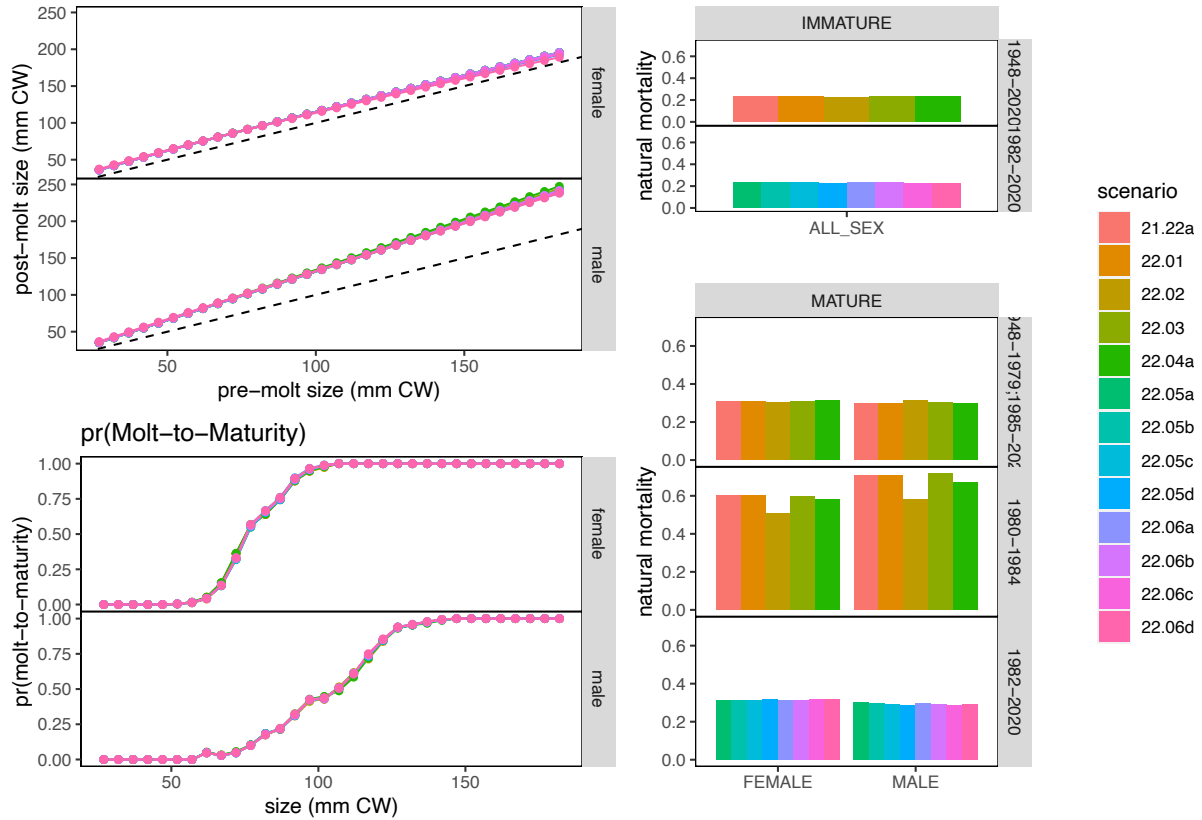 250
200
150
100
50
female
250
200
150
100
50
male
post−molt size (mm CW)
50
100
150
pre−molt size (mm CW)
pr(Molt−to−Maturity)
1.00
0.75
0.50
0.25
0.00
female
1.00
0.75
0.50
0.25
0.00
male
pr(molt−to−maturity)
50
100
150
size (mm CW)
IMMATURE
0.6
0.4
0.2
0.0
1948−2020
0.6
0.4
0.2
0.0
1982−2020
natural mortality
ALL_SEX
MATURE
0.6
0.4
0.2
0.0
948−1979;1985−202
0.6
0.4
0.2
0.0
1980−1984
0.6
0.4
0.2
0.0
1982−2020
natural mortality
FEMALE
MALE
scenario
21.22a
22.01
22.02
22.03
22.04a
22.05a
22.05b
22.05c
22.05d
22.06a
22.06b
22.06c
22.06d